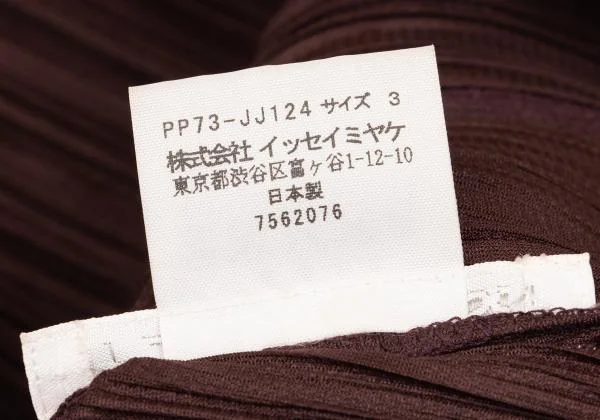 PP73-JJ124 サイズ 3
株式会社 イッセイミヤケ
東京都渋谷区富ヶ谷1-12-10
日本製
7562076